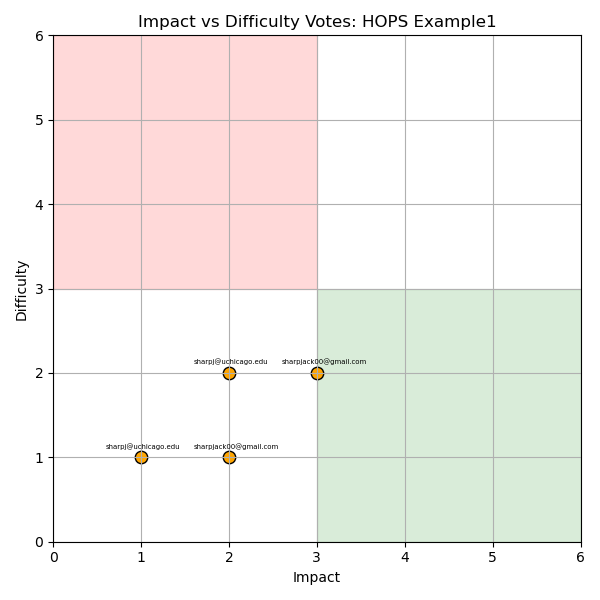 Impact vs Difficulty Votes: HOPS Example1
6
5
4
3
2
1
0
Difficulty
sharpj@uchicago.edu sharpjack00@gmail.com
sharpj@uchicago.edu sharpjack00@gmail.com
0 1 2 3 4 5 6
Impact